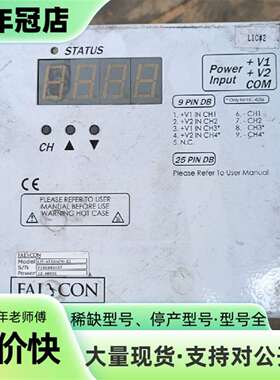 年冠店
LIC#2
STATUS
Power
Input
+ V1
+ V2
COM
CH
9 PIN DB
1. +V1 IN CH1
2. +V2 IN CH2
3. +V1 IN CH3*
4. +V2 IN CH4*
5. N.C.
6. - CH1
7. - CH2
8. - CH3*
9. - CH4*
25 PIN DB
Please Refer To User Manual
CE
PLEASE REFER TO USER
MANUAL BEFORE USE
WARNING HOT CASE
FALCON
Model
S/N
Power
FALCON
年老师傅
价快
稀缺型号、停产型号·型号全
大量现货·支持对公